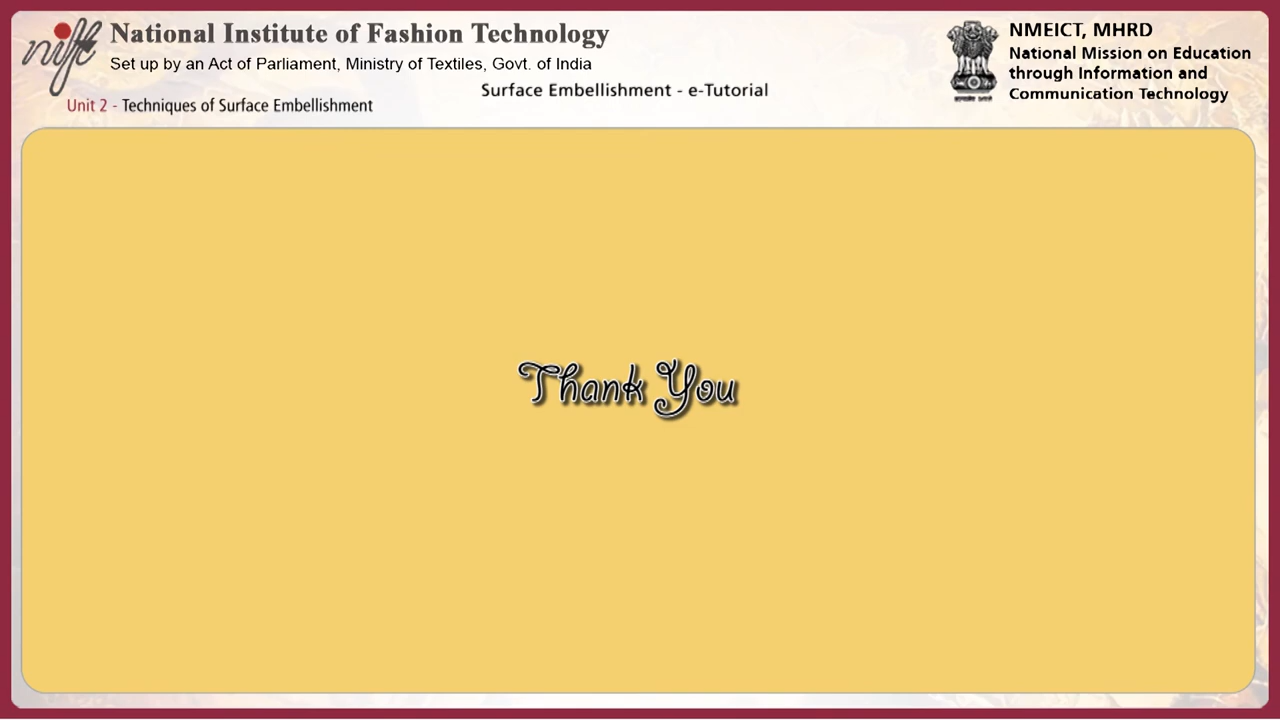 nift
National Institute of Fashion Technology
Set up by an Act of Parliament, Ministry of Textiles, Govt. of India
Unit 2 - Techniques of Surface Embellishment
Surface Embellishment - e-Tutorial
NMEICT, MHRD
National Mission on Education
through Information and
Communication Technology
Thank You